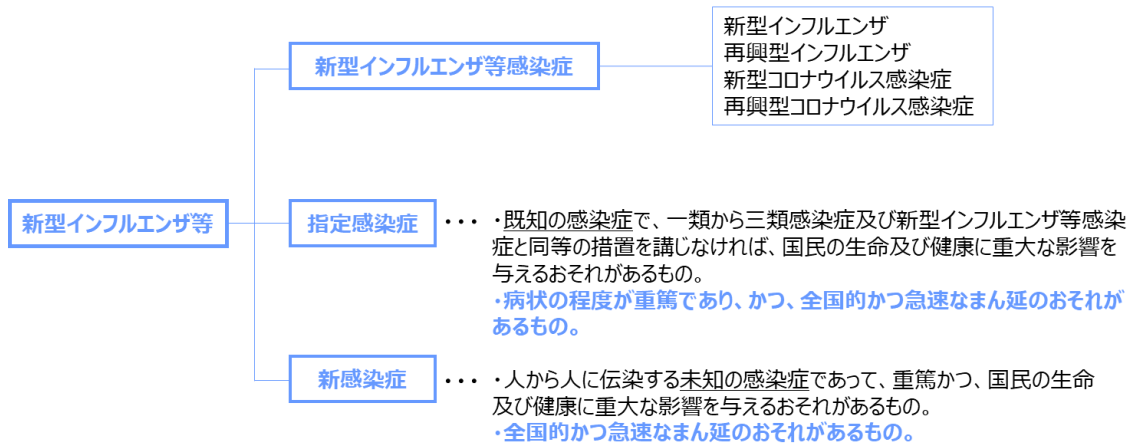 新型インフルエンザ等
新型インフルエンザ等感染症
新型インフルエンザ
再興型インフルエンザ
新型コロナウイルス感染症
再興型コロナウイルス感染症
指定感染症
・・・
・既知の感染症で、一類から三類感染症及び新型インフルエンザ等感染
症と同等の措置を講じなければ、国民の生命及び健康に重大な影響を
与えるおそれがあるもの。
・病状の程度が重篤であり、かつ、全国的かつ急速なまん延のおそれが
あるもの。
新感染症
・・・
・人から人に伝染する未知の感染症であって、重篤かつ、国民の生命
及び健康に重大な影響を与えるおそれがあるもの。
・全国的かつ急速なまん延のおそれがあるもの。